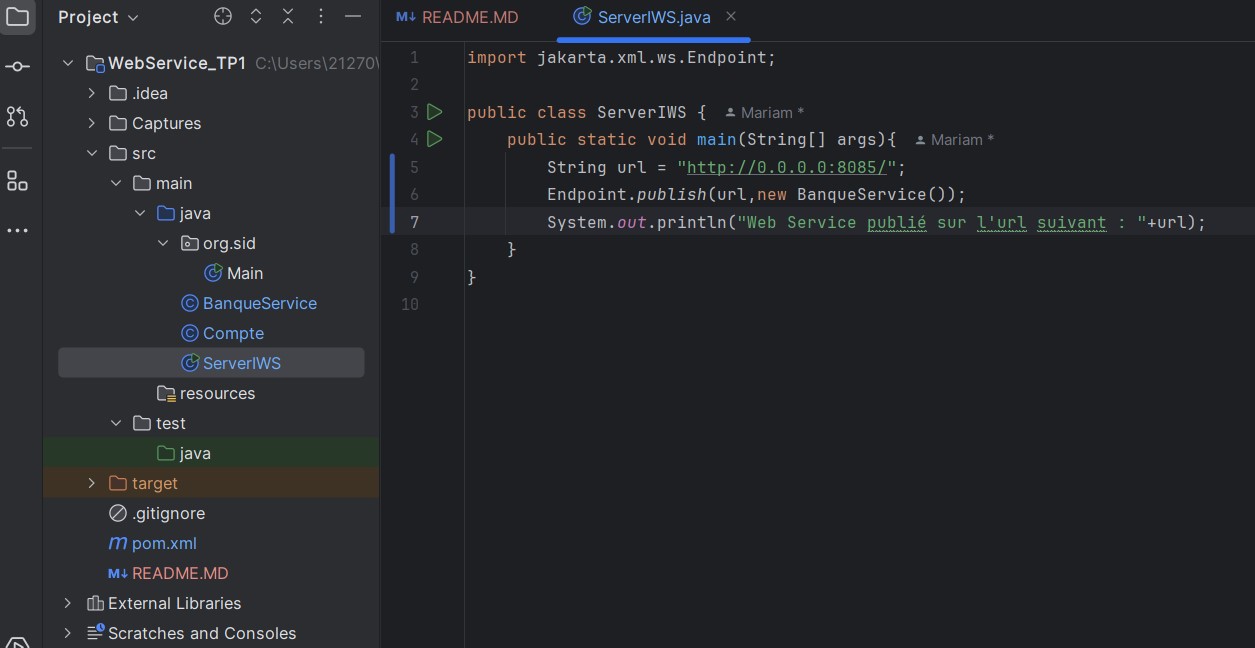 Project
README.MD
ServerIWS.java
WebService_TP1 C:\Users\21270\
.idea
Captures
src
main
java
org.sid
Main
BanqueService
Compte
ServerIWS
resources
test
java
target
.gitignore
pom.xml
README.MD
External Libraries
Scratches and Consoles
1 import jakarta.xml.ws.Endpoint;
2
3 public class ServerIWS { Mariam *
4 public static void main(String[] args){ Mariam *
5 String url = "http://0.0.0.0:8085/";
6 Endpoint.publish(url,new BanqueService());
7 System.out.println("Web Service publié sur l'url suivant : "+url);
8 }
9 }
10